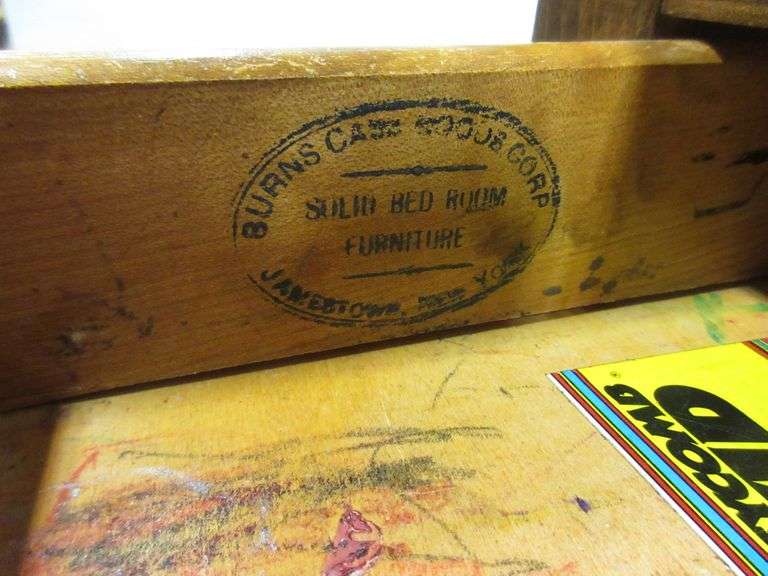 BURNS CASE GOODS CORP
SOLID BED ROOM
FURNITURE
JAMESTOWN, NEW YORK
®